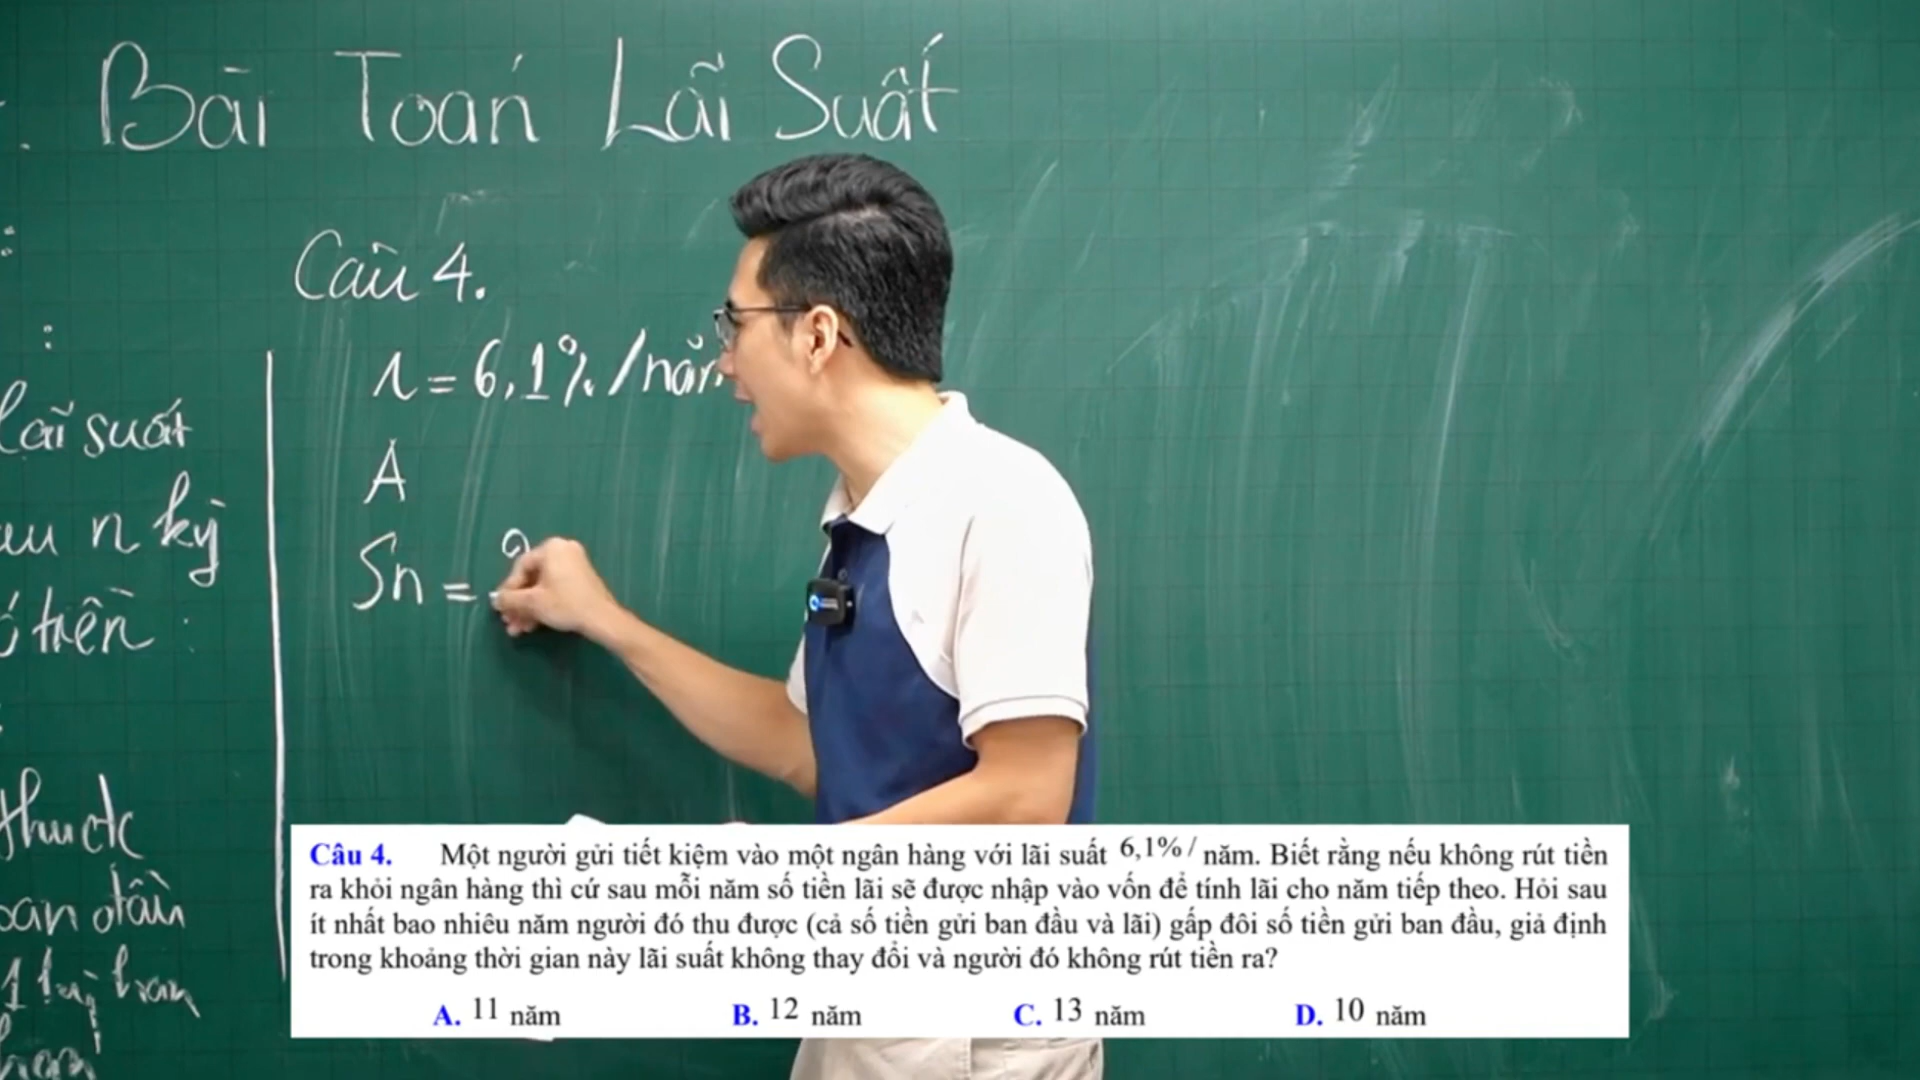 Bài Toán Lãi Suất
Câu 4.
r = 6,1% /năm
A
Sn = 2
lãi suất
n kỳ
tiền :
thực
ban đầu
Câu 4. Một người gửi tiết kiệm vào một ngân hàng với lãi suất 6,1% / năm. Biết rằng nếu không rút tiền
ra khỏi ngân hàng thì cứ sau mỗi năm số tiền lãi sẽ được nhập vào vốn để tính lãi cho năm tiếp theo. Hỏi sau
ít nhất bao nhiêu năm người đó thu được (cả số tiền gửi ban đầu và lãi) gấp đôi số tiền gửi ban đầu, giả định
trong khoảng thời gian này lãi suất không thay đổi và người đó không rút tiền ra?
A. 11 năm B. 12 năm C. 13 năm D. 10 năm